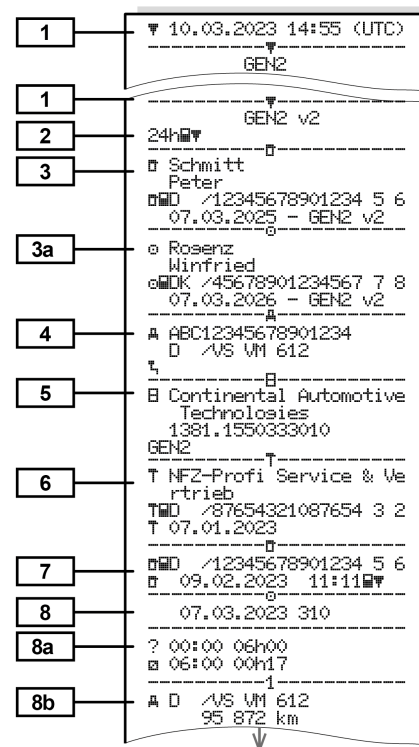 1
10.03.2023 14:55 (UTC)
GEN2
1
GEN2 v2
2
24h
3
Schmitt
Peter
D /12345678901234 5 6
07.03.2025 - GEN2 v2
3a
Rogenz
Winfried
DK /45678901234567 7 8
07.03.2026 - GEN2 v2
4
ABC12345678901234
D /VS VM 612
5
Continental Automotive
Technologies
1381.1550333010
GEN2
T
6
T NFZ-Profi Service & Ve
rtrieb
T D /87654321087654 3 2
T 07.01.2023
7
D /12345678901234 5 6
09.02.2023 11:11
8
07.03.2023 310
8a
? 00:00 06h00
06:00 00h17
1
8b
D /VS VM 612
95 872 km